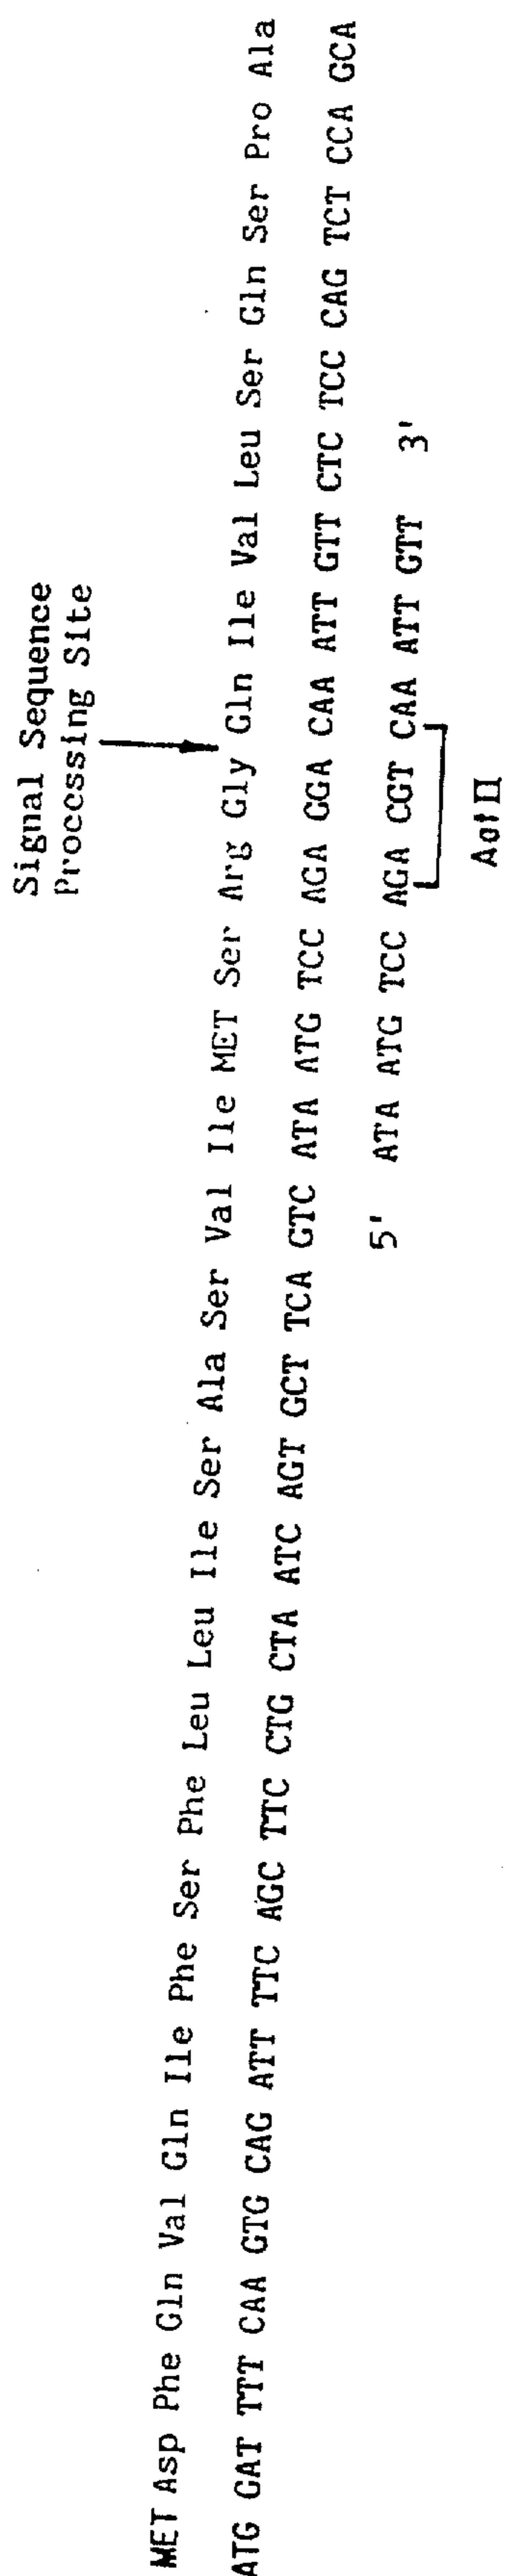 Signal Sequence
Processing Site
MET Asp Phe Gln Val Gln Ile Phe Ser Phe Leu Leu Ile Ser Ala Ser Val Ile MET Ser Arg Gly Gln Ile Val Leu Ser Gln Ser Pro Ala
ATG GAT TTT CAA GTG CAG ATT TTC AGC TTC CTG CTA ATC AGT GCT TCA GTC ATA ATG TCC AGA GGA CAA ATT GTT CTC TCC CAG TCT CCA GCA
5' ATA ATG TCC AGA CGT CAA ATT GTT 3'
AatII